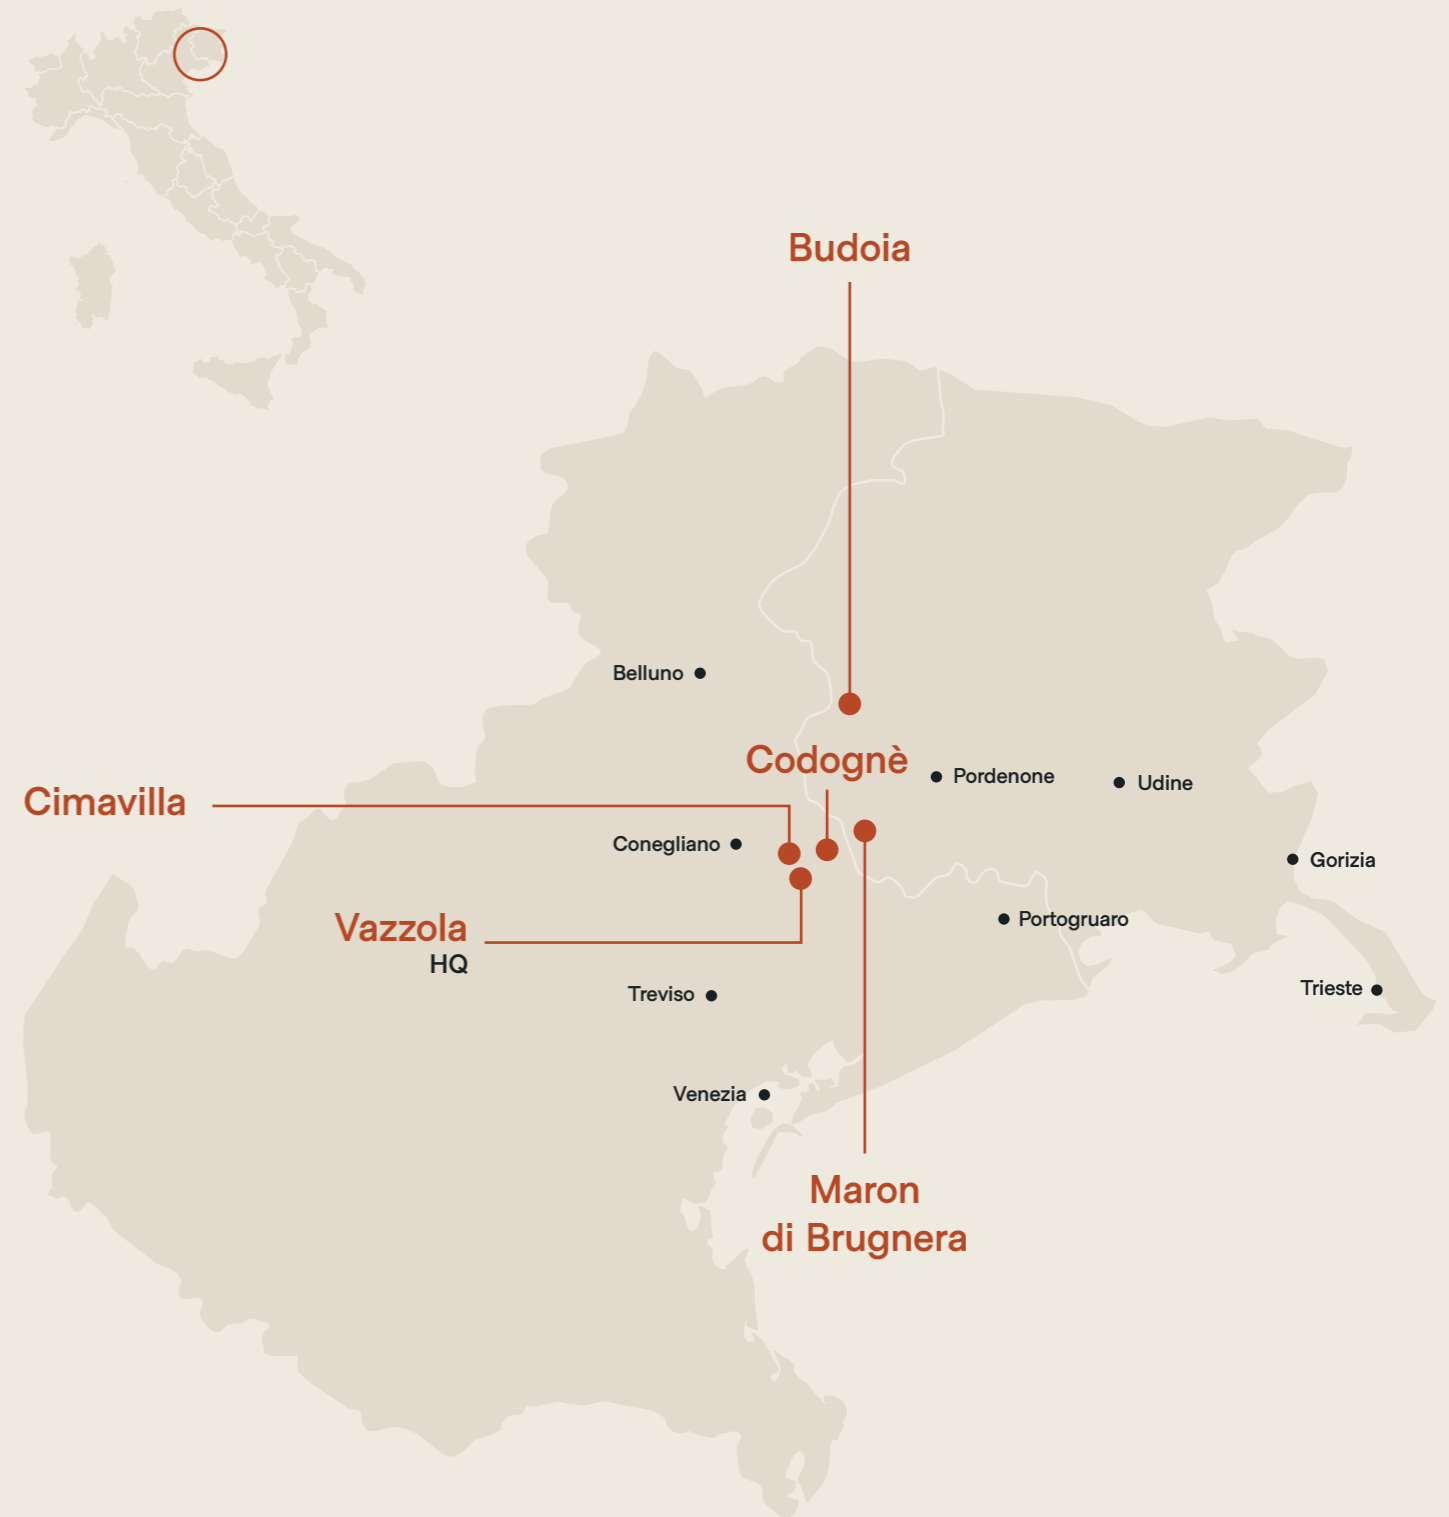 Budoia
Belluno
Codognè
Pordenone
Udine
Cimavilla
Conegliano
Gorizia
Vazzola
HQ
Portogruaro
Treviso
Trieste
Venezia
Maron
di Brugnera